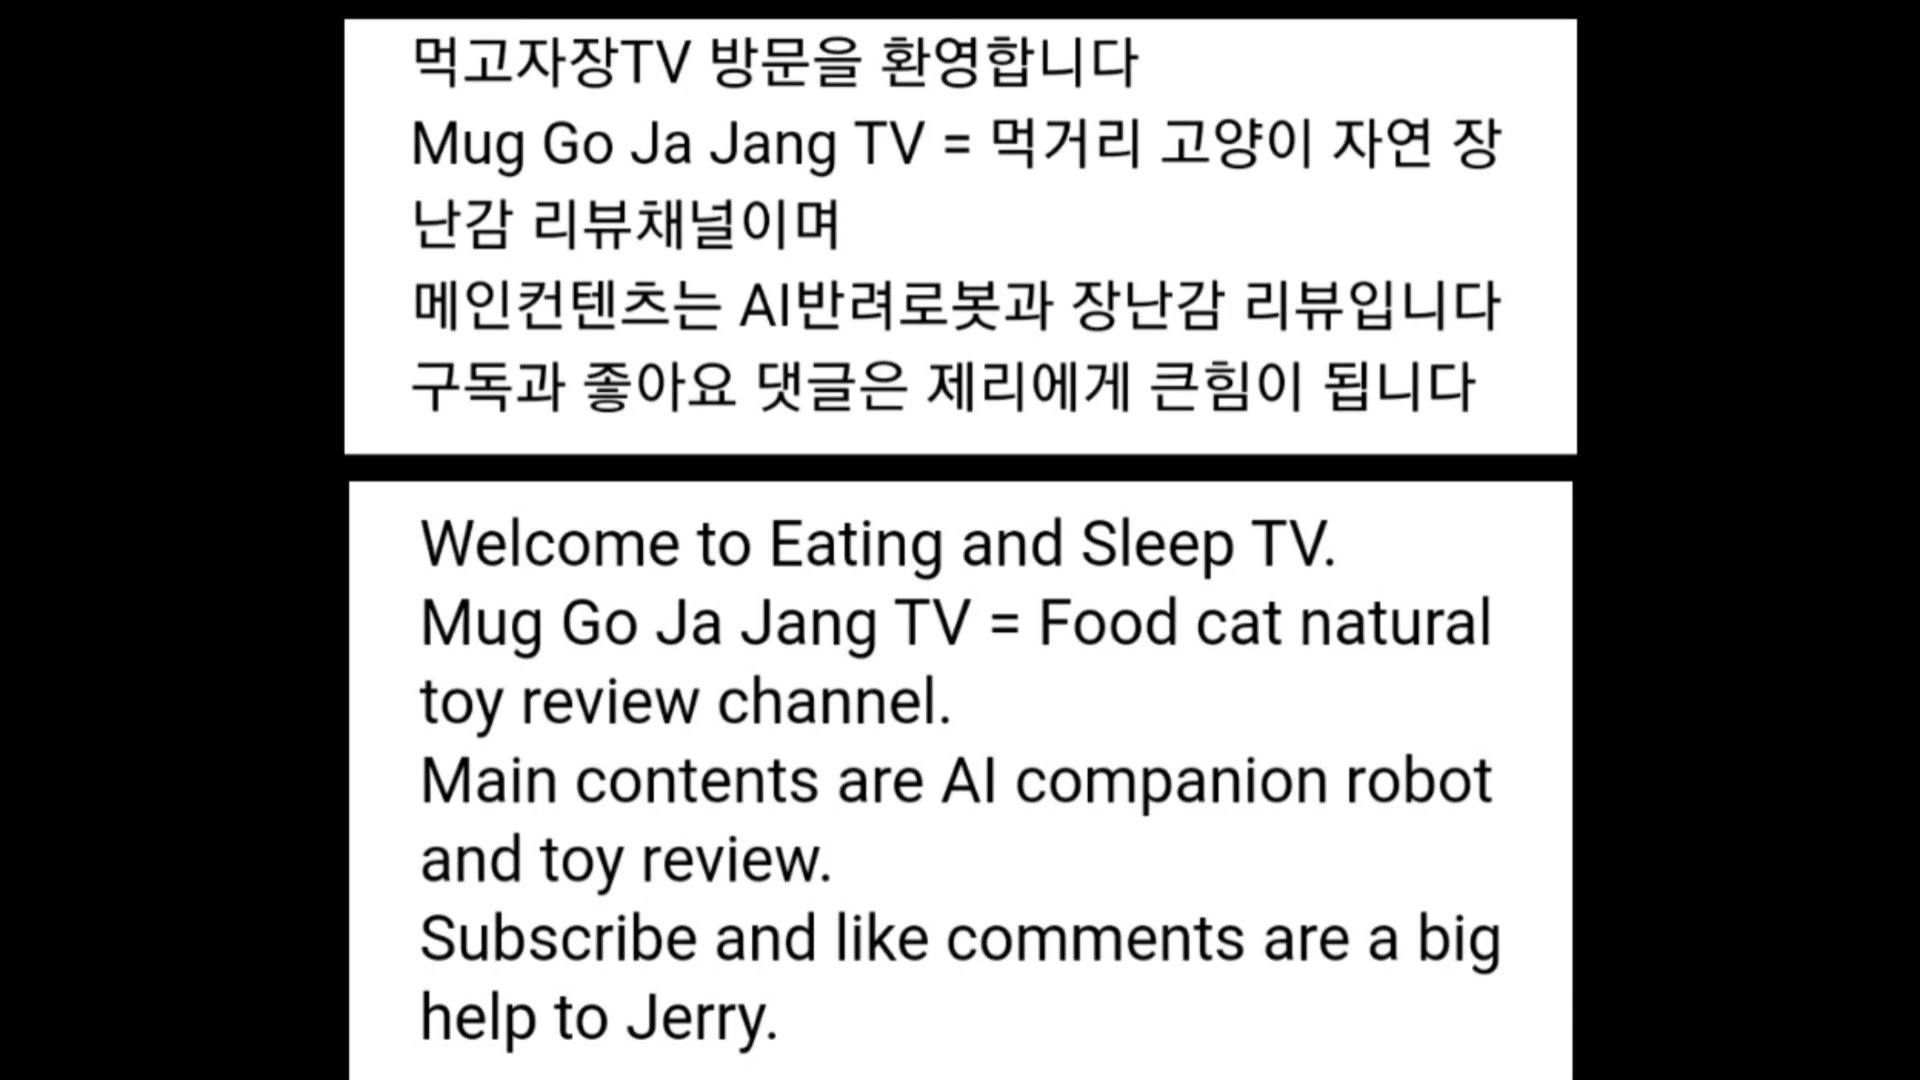 먹고자장TV 방문을 환영합니다
Mug Go Ja Jang TV = 먹거리 고양이 자연 장
난감 리뷰채널이며
메인컨텐츠는 AI반려로봇과 장난감 리뷰입니다
구독과 좋아요 댓글은 제리에게 큰힘이 됩니다
Welcome to Eating and Sleep TV.
Mug Go Ja Jang TV = Food cat natural
toy review channel.
Main contents are AI companion robot
and toy review.
Subscribe and like comments are a big
help to Jerry.